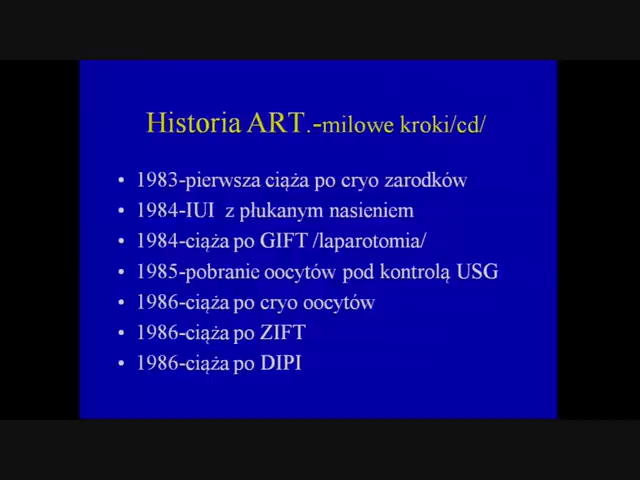 Historia ART.-milowe kroki/cd/
• 1983-pierwsza ciąża po cryo zarodków
• 1984-IUI z płukanym nasieniem
• 1984-ciąża po GIFT /laparotomia/
• 1985-pobranie oocytów pod kontrolą USG
• 1986-ciąża po cryo oocytów
• 1986-ciąża po ZIFT
• 1986-ciąża po DIPI